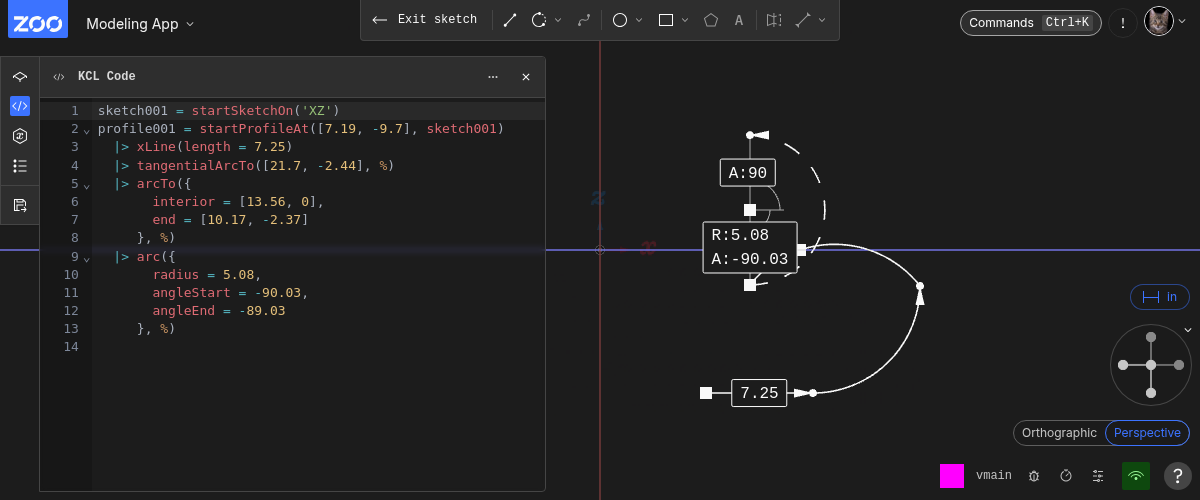 ZOO
Modeling App
Exit sketch
A
Commands Ctrl+K
!
KCL Code
...
1 sketch001 = startSketchOn('XZ')
2 profile001 = startProfileAt([7.19, -9.7], sketch001)
3 |> xLine(length = 7.25)
4 |> tangentialArcTo([21.7, -2.44], %)
5 |> arcTo({
6 interior = [13.56, 0],
7 end = [10.17, -2.37]
8 }, %)
9 |> arc({
10 radius = 5.08,
11 angleStart = -90.03,
12 angleEnd = -89.03
13 }, %)
14
z
x
A:90
R:5.08
A:-90.03
7.25
in
Orthographic Perspective
vmain
?